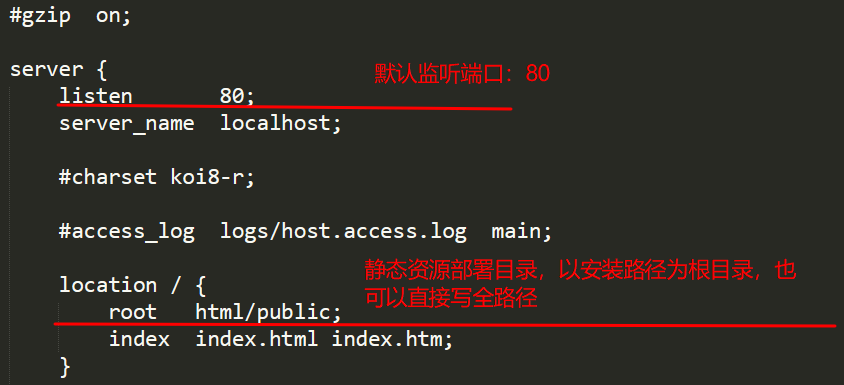 #gzip  on;
server {
默认监听端口：80
listen       80;
server_name  localhost;
#charset koi8-r;
#access_log  logs/host.access.log  main;
静态资源部署目录，以安装路径为根目录，也
可以直接写全路径
location / {
root   html/public;
index  index.html index.htm;
}